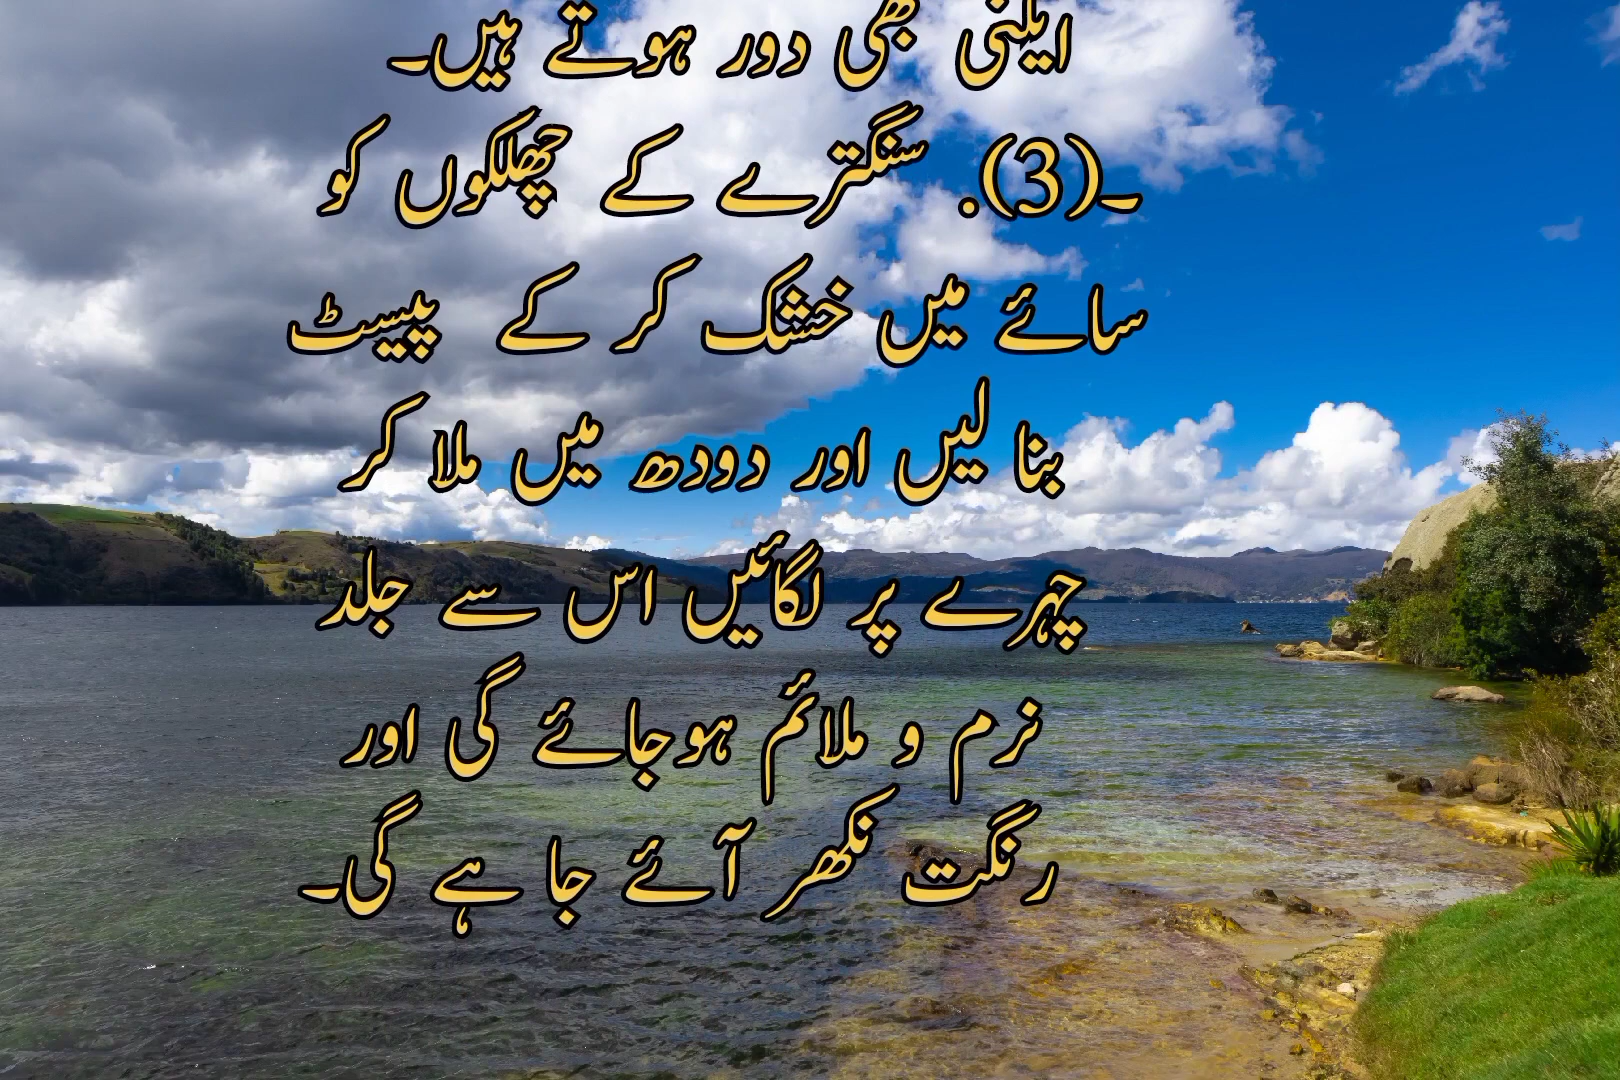 ایکنی بھی دور ہوتے ہیں۔
۔(3). سنگترے کے چھلکوں کو
سائے میں خشک کر کے پیسٹ
بنا لیں اور دودھ میں ملا کر
چہرے پر لگائیں اس سے جلد
نرم و ملائم ہوجائے گی اور
رنگت نکھر آئے جا ہے گی۔